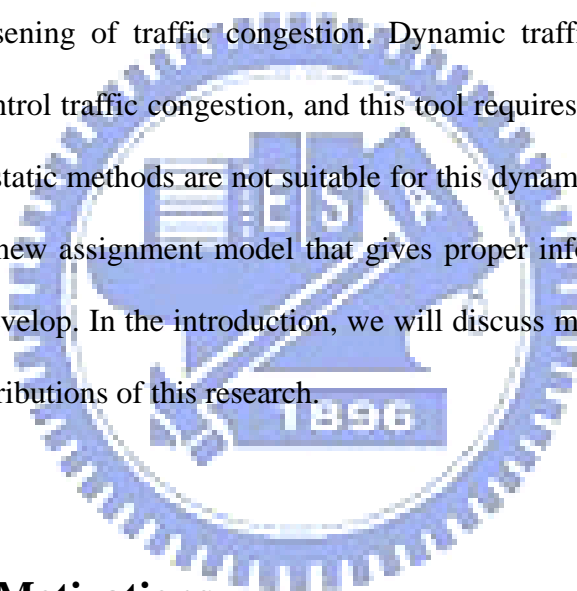 sening of traffic congestion. Dynamic traffi
ntrol traffic congestion, and this tool requires
static methods are not suitable for this dynam
new assignment model that gives proper info
velop. In the introduction, we will discuss m
ributions of this research.
E S A
1896
Motivations